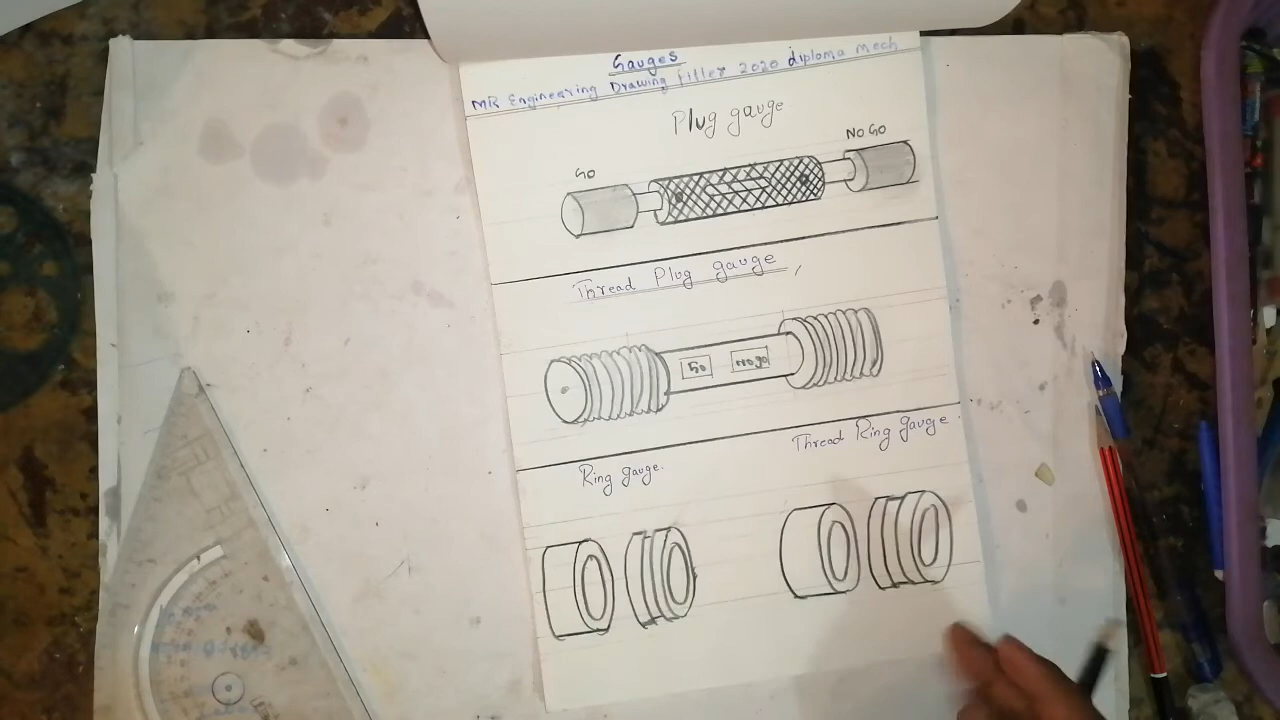 Gauges
MR Engineering Drawing fitter 2020 diploma mech
Plug gauge
GO
NO GO
Thread Plug gauge
Go
No go
Ring gauge.
Thread Ring Gauge.